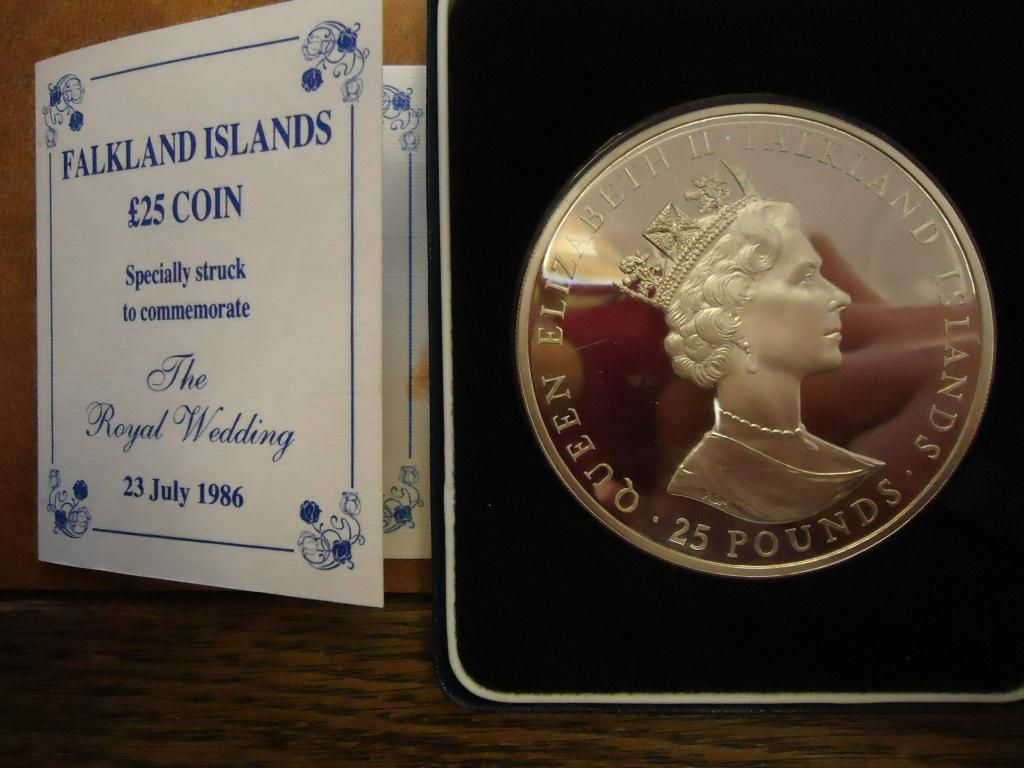 FALKLAND ISLANDS
£25 COIN
Specially struck
to commemorate
The
Royal Wedding
23 July 1986
QUEEN ELIZABETH II · FALKLAND ISLANDS ·
· 25 POUNDS